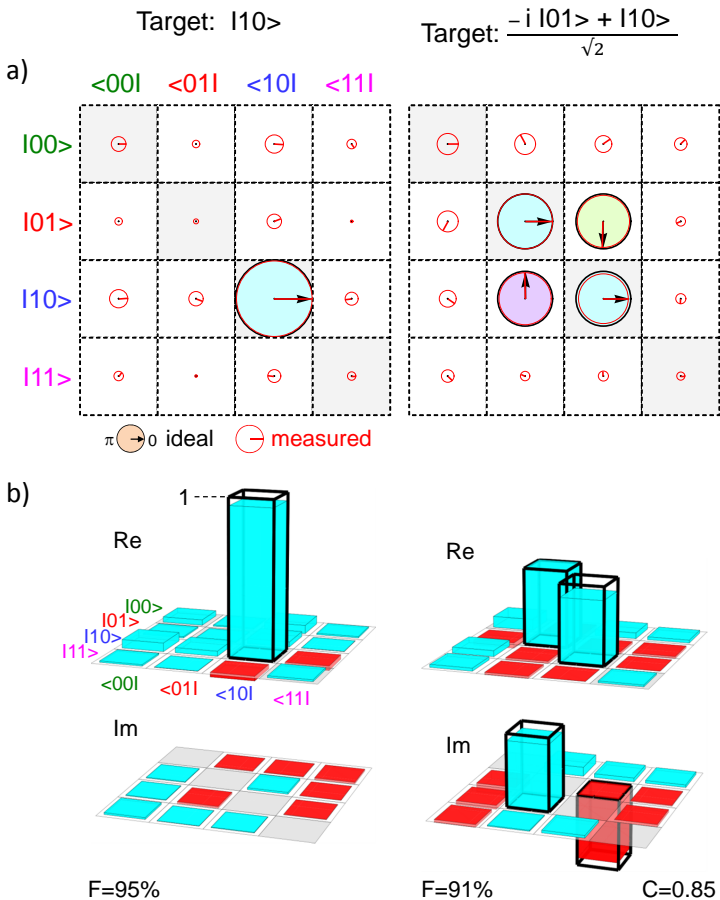 Target: I10>
Target: − i I01> + I10>
√2
a)
<00I <01I <10I <11I
I00>
I01>
I10>
I11>
π 0 ideal measured
b)
1
Re
Re
I00>
I01>
I10>
I11>
<00I
<01I
<10I
<11I
Im
Im
F=95%
F=91%
C=0.85